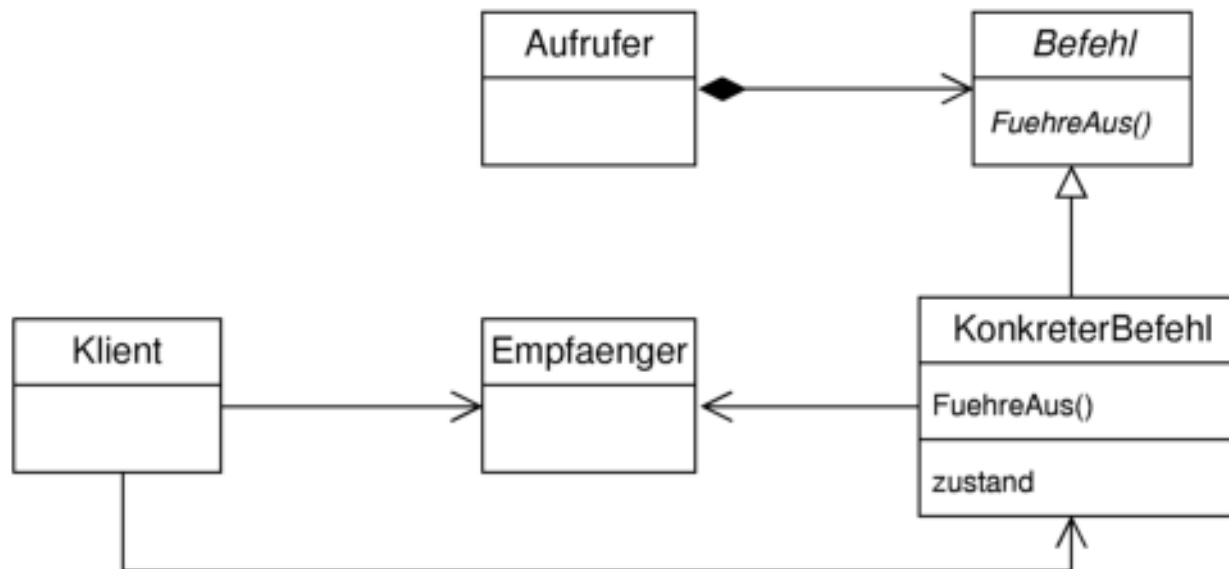 Aufrufer
Befehl
FuehreAus()
Klient
Empfaenger
KonkreterBefehl
FuehreAus()
zustand